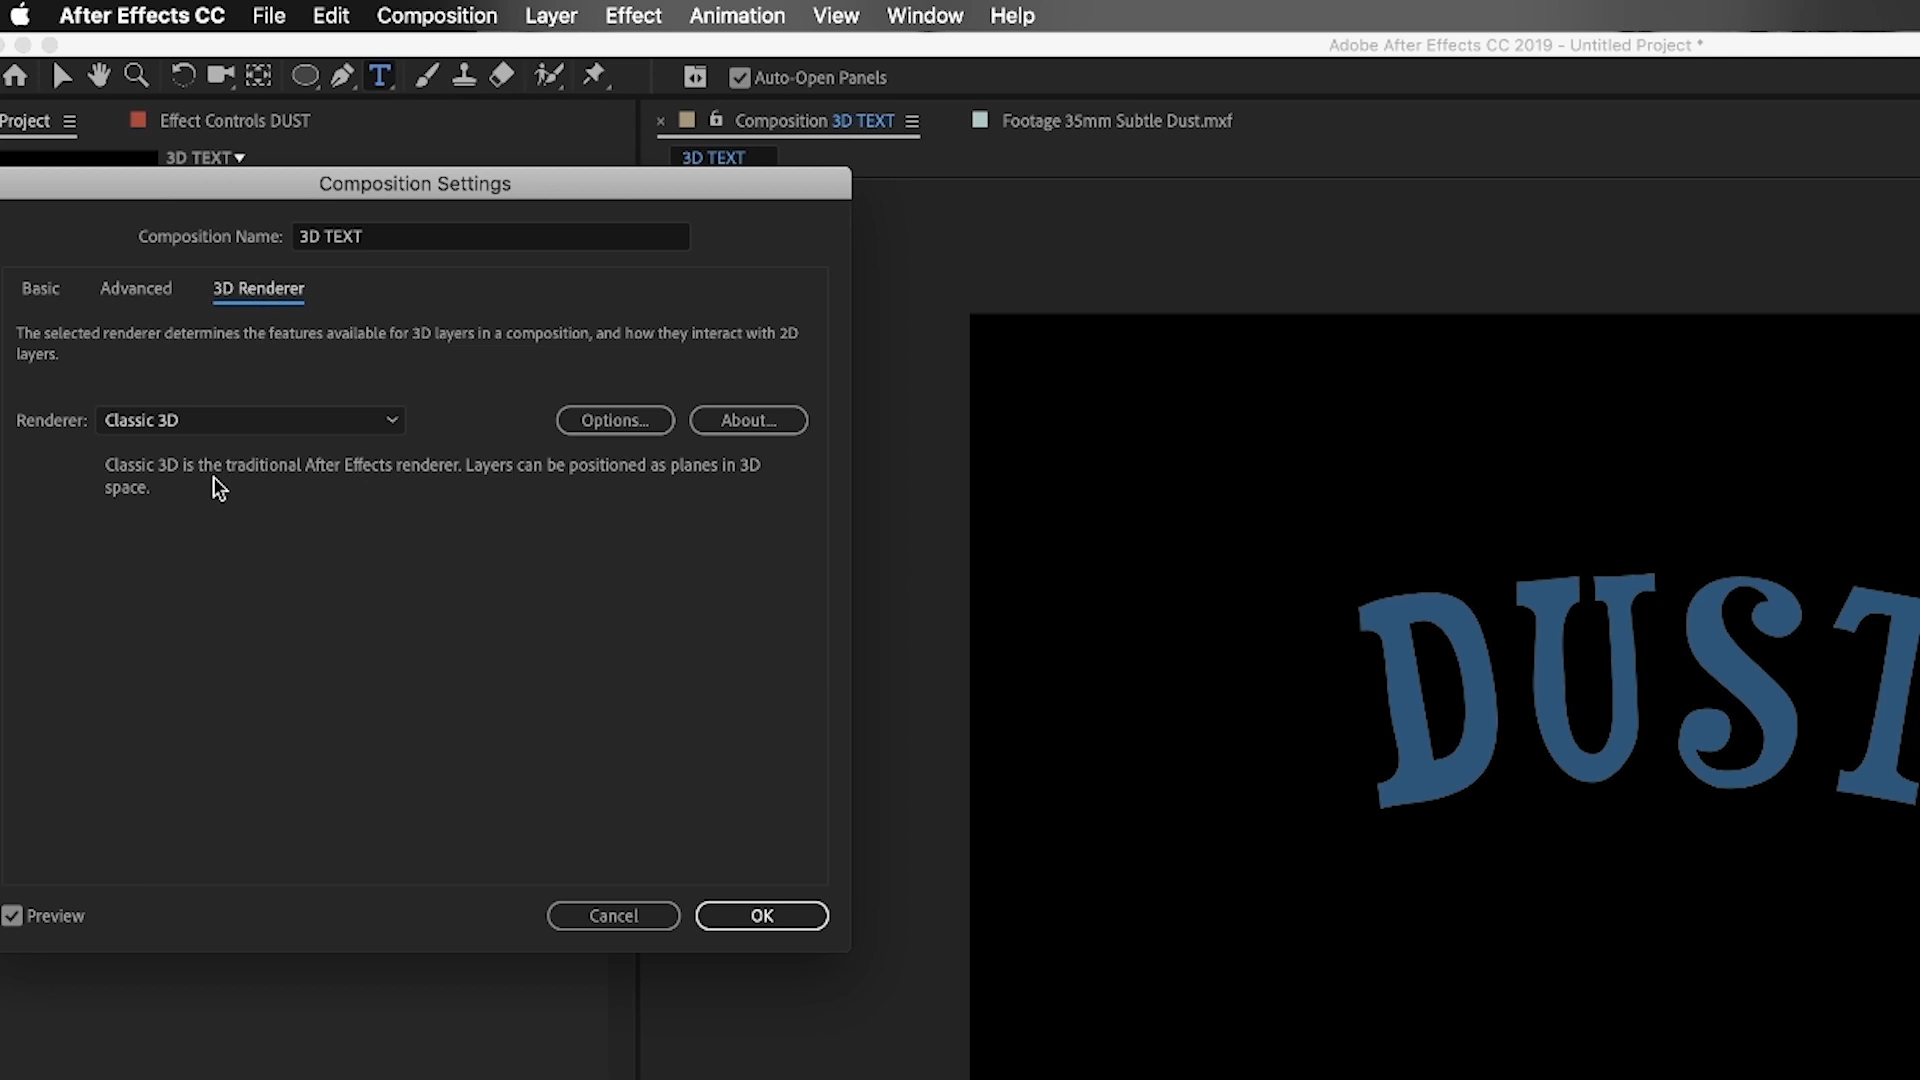 After Effects CC File Edit Composition Layer Effect Animation View Window Help
Adobe After Effects CC 2019 - Untitled Project *
T Auto-Open Panels
Project Effect Controls DUST × Composition 3D TEXT Footage 35mm Subtle Dust.mxf
3D TEXT 3D TEXT
Composition Settings
Composition Name: 3D TEXT
Basic Advanced 3D Renderer
The selected renderer determines the features available for 3D layers in a composition, and how they interact with 2D
layers.
Renderer: Classic 3D Options... About...
Classic 3D is the traditional After Effects renderer. Layers can be positioned as planes in 3D
space.
DUST
Preview Cancel OK